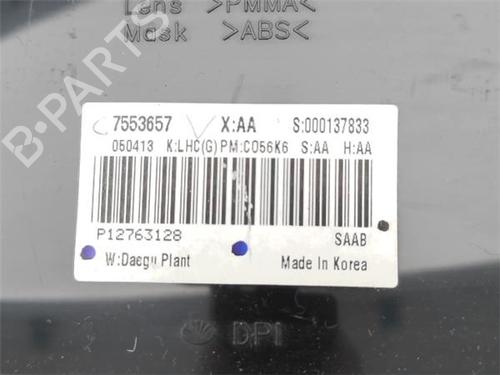 Lens >PMMA<
Mask >ABS<
7553657 X:AA S:000137833
050413 K:LHC(G) PM:CO56K6 S:AA H:AA
P12763128 SAAB
W:Daegu Plant Made In Korea
DPI
B-PARTS